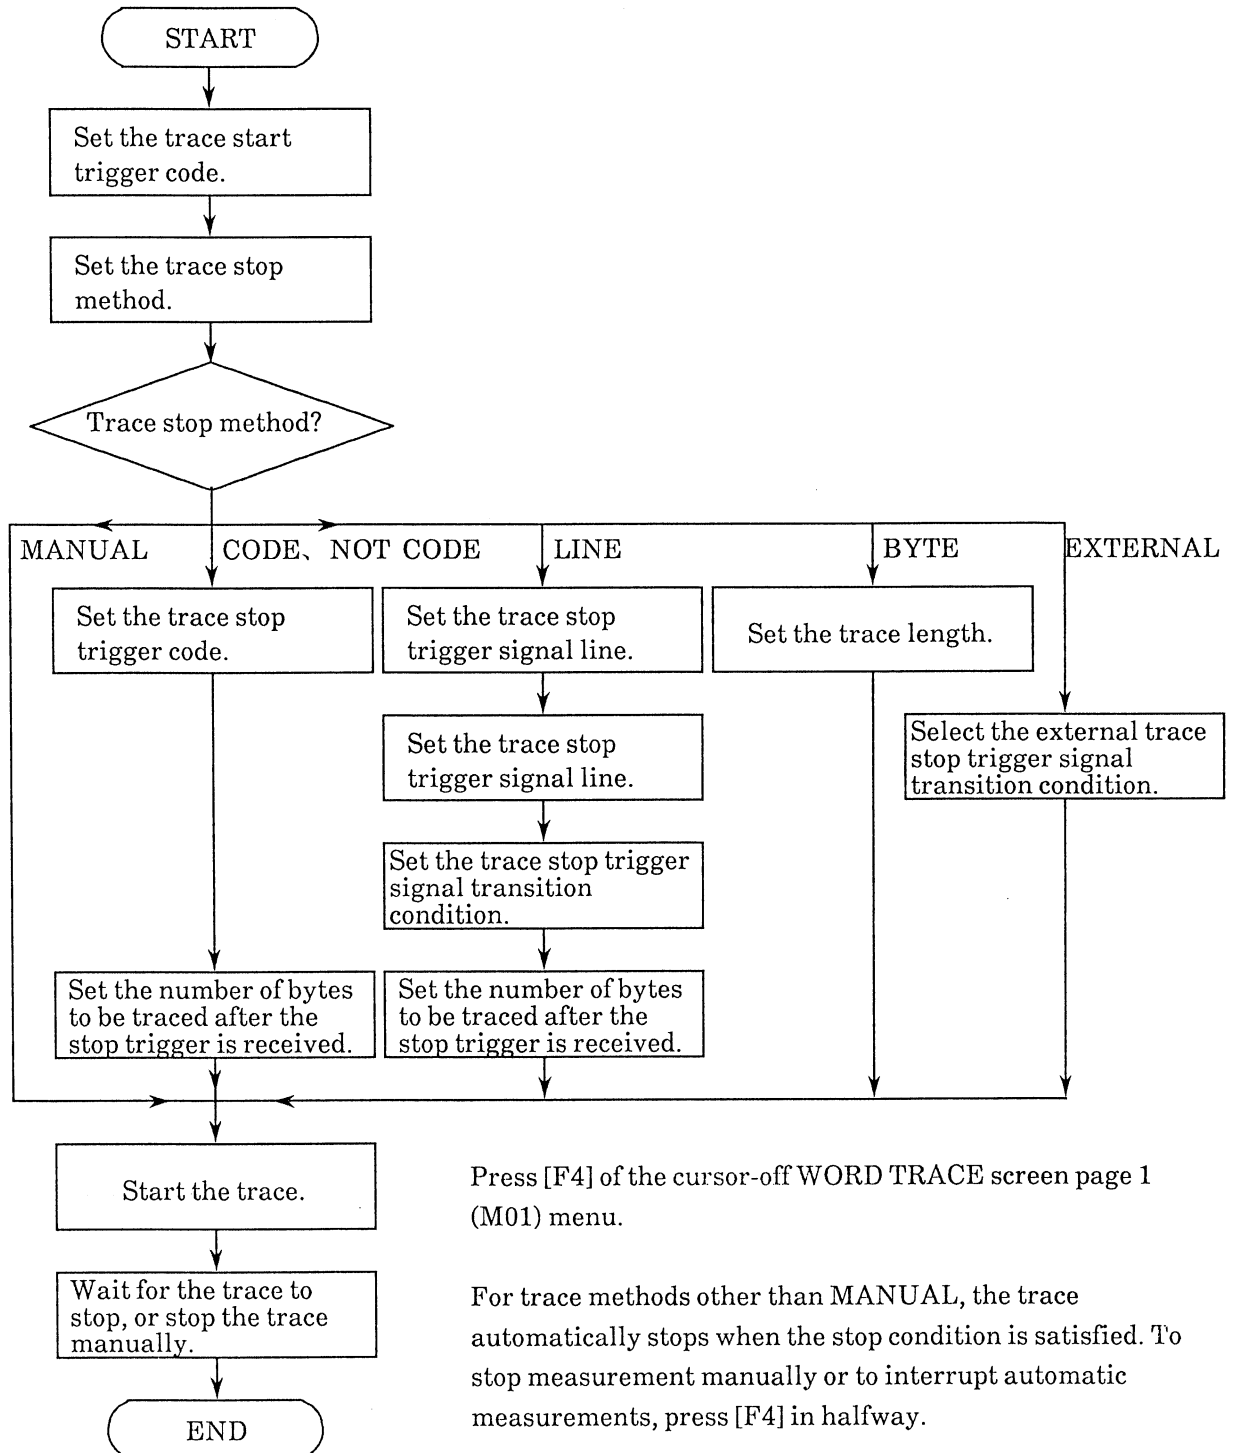 START
Set the trace start
trigger code.
Set the trace stop
method.
Trace stop method?
MANUAL
CODE、NOT CODE
LINE
BYTE
EXTERNAL
Set the trace stop
trigger code.
Set the trace stop
trigger signal line.
Set the trace length.
Set the trace stop
trigger signal line.
Select the external trace
stop trigger signal
transition condition.
Set the trace stop trigger
signal transition
condition.
Set the number of bytes
to be traced after the
stop trigger is received.
Set the number of bytes
to be traced after the
stop trigger is received.
Start the trace.
Press [F4] of the cursor-off WORD TRACE screen page 1
(M01) menu.
Wait for the trace to
stop, or stop the trace
manually.
For trace methods other than MANUAL, the trace
automatically stops when the stop condition is satisfied. To
stop measurement manually or to interrupt automatic
measurements, press [F4] in halfway.
END